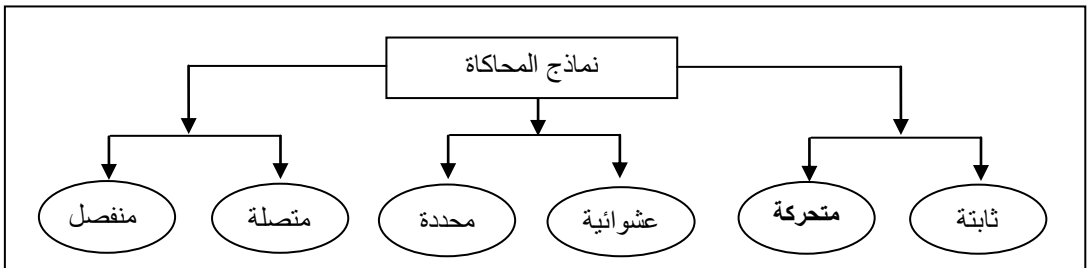 نماذج المحاكاة
ثابتة
متحركة
عشوائية
محددة
متصلة
منفصل